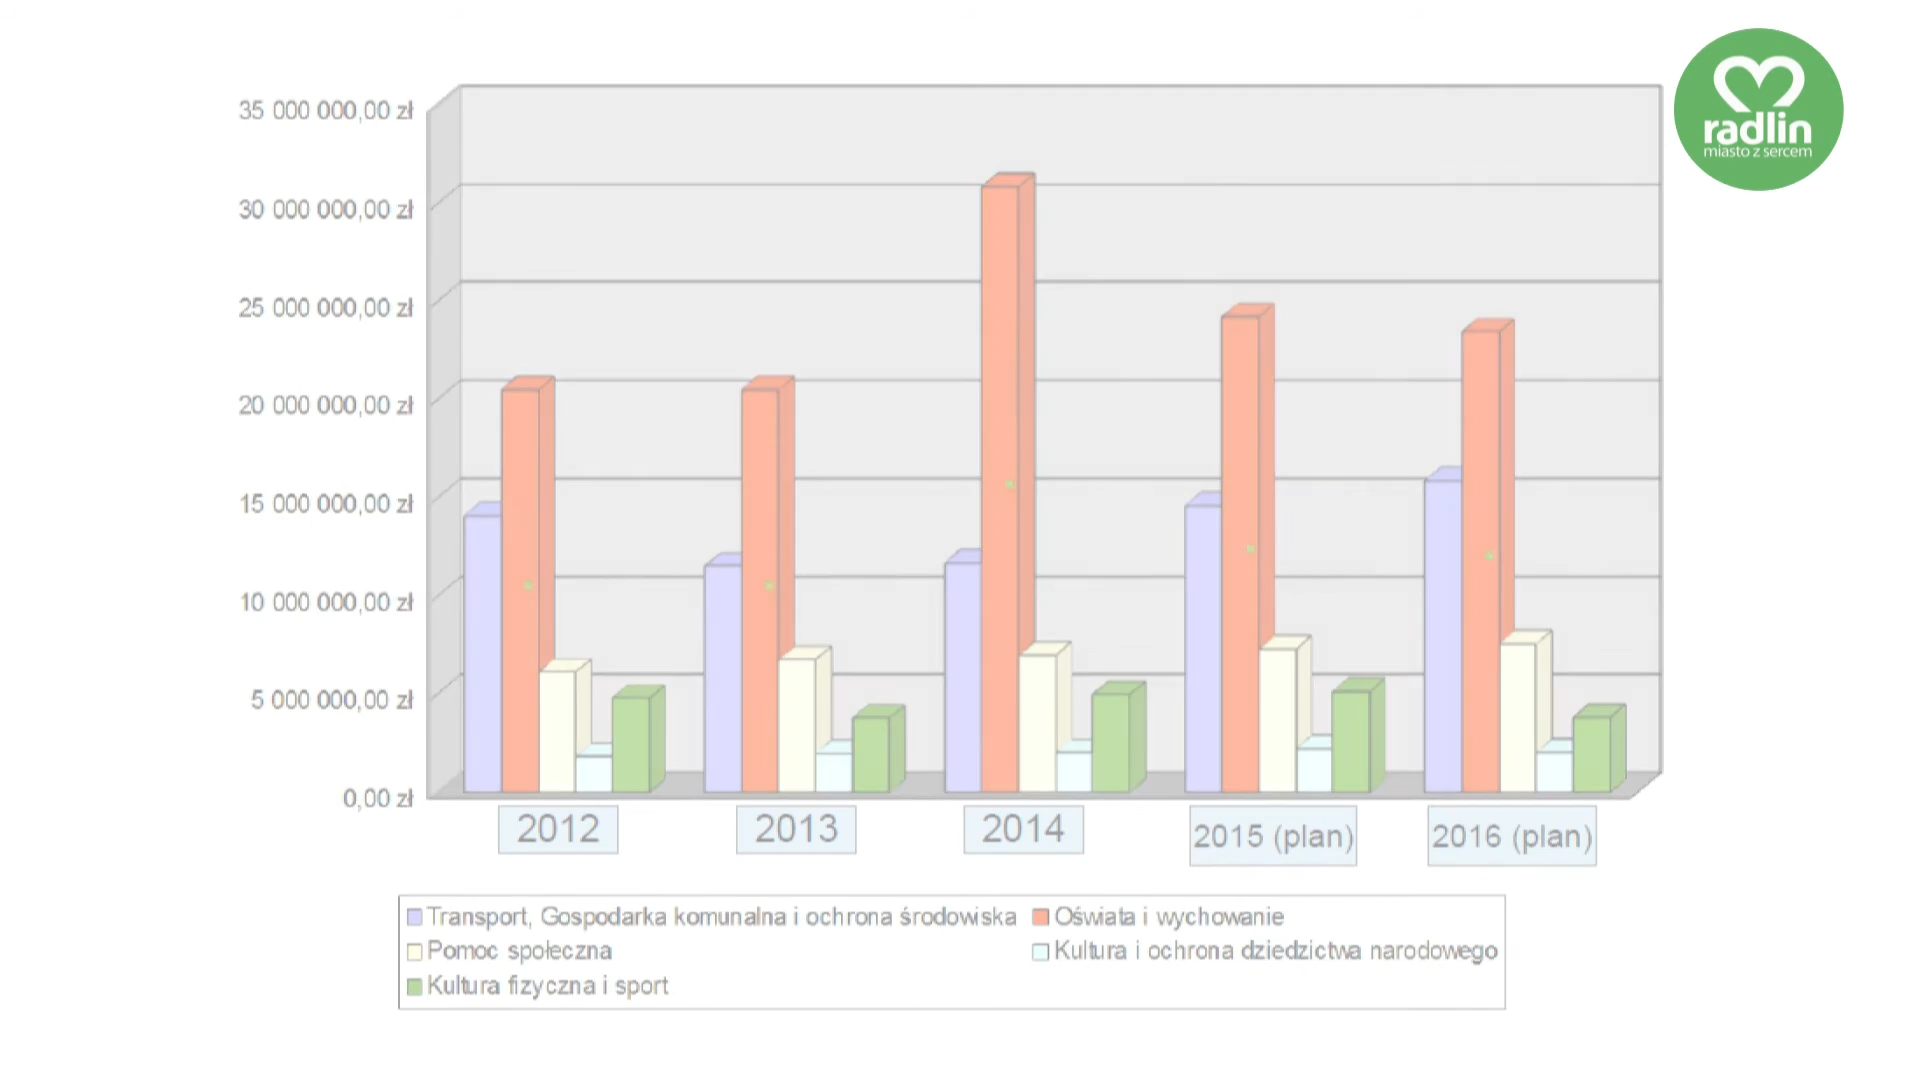 radlin
miasto z sercem
35 000 000,00 zł
30 000 000,00 zł
25 000 000,00 zł
20 000 000,00 zł
15 000 000,00 zł
10 000 000,00 zł
5 000 000,00 zł
0,00 zł
2012 2013 2014 2015 (plan) 2016 (plan)
Transport, Gospodarka komunalna i ochrona środowiska Oświata i wychowanie
Pomoc społeczna Kultura i ochrona dziedzictwa narodowego
Kultura fizyczna i sport